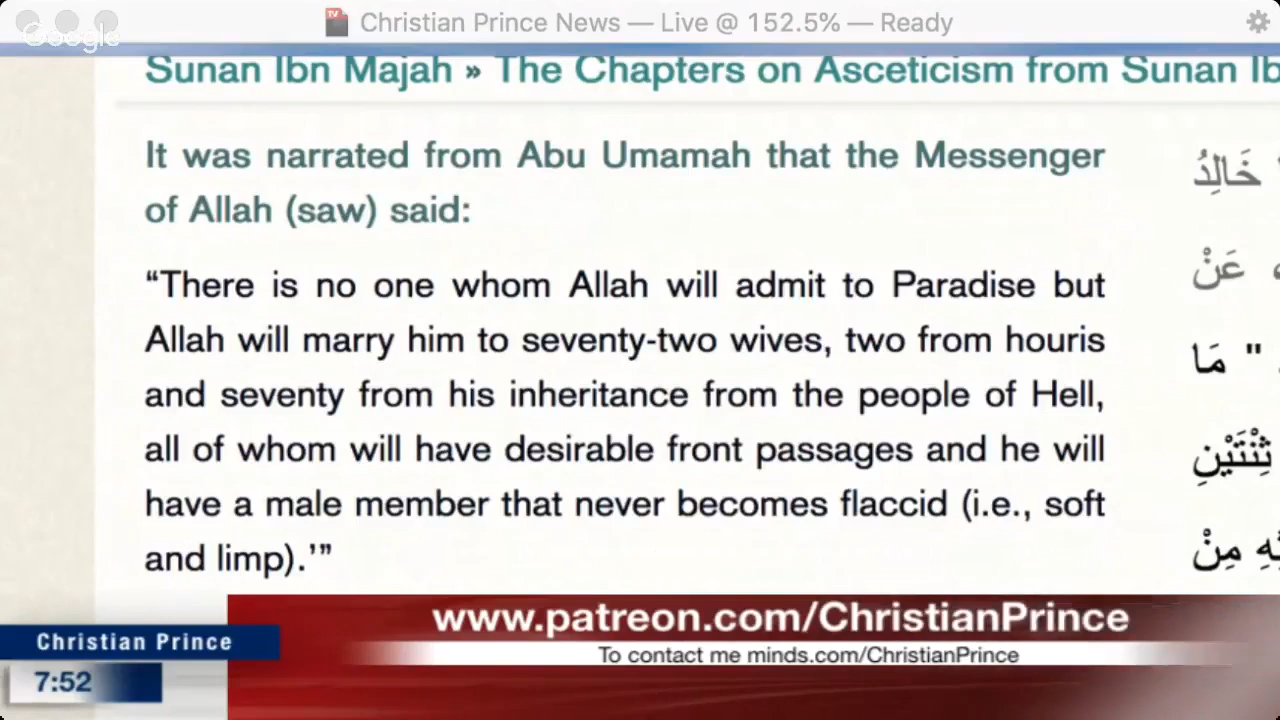 Christian Prince News — Live @ 152.5% — Ready
Google
Sunan Ibn Majah » The Chapters on Asceticism from Sunan Ib
It was narrated from Abu Umamah that the Messenger
of Allah (saw) said:
“There is no one whom Allah will admit to Paradise but
Allah will marry him to seventy-two wives, two from houris
and seventy from his inheritance from the people of Hell,
all of whom will have desirable front passages and he will
have a male member that never becomes flaccid (i.e., soft
and limp).’”
خَالِدُ
عَنْ
" مَا
ثِنْتَيْنِ
مِنْ
www.patreon.com/ChristianPrince
To contact me minds.com/ChristianPrince
Christian Prince
7:52